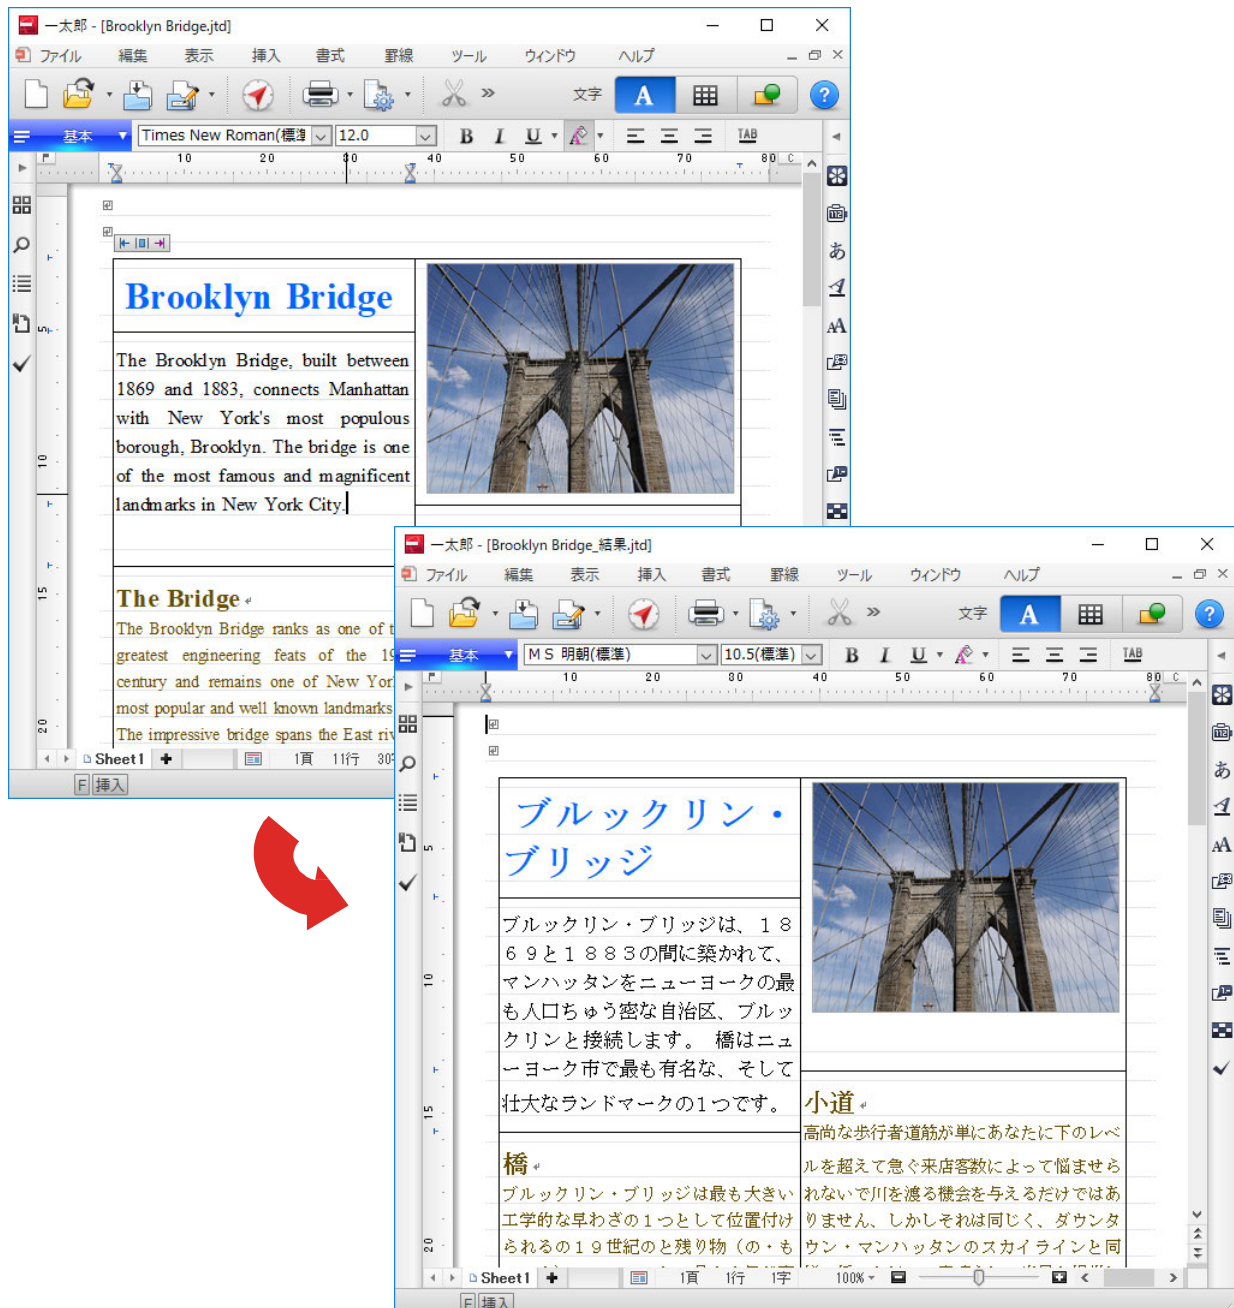 一太郎 - [Brooklyn Bridge.jtd]
ファイル 編集 表示 挿入 書式 罫線 ツール ウィンドウ ヘルプ
文字 A
基本 Times New Roman(標準 12.0 B I U TAB
10 20 30 40 50 60 70 80 C
Brooklyn Bridge
The Brooklyn Bridge, built between
1869 and 1883, connects Manhattan
with New York's most populous
borough, Brooklyn. The bridge is one
of the most famous and magnificent
landmarks in New York City.
The Bridge
The Brooklyn Bridge ranks as one of t
greatest engineering feats of the 19
century and remains one of New Yor
most popular and well known landmarks
The impressive bridge spans the East riv
Sheet1 1頁 11行 30
F 挿入
5
10
15
20
一太郎 - [Brooklyn Bridge_結果.jtd]
ファイル 編集 表示 挿入 書式 罫線 ツール ウィンドウ ヘルプ
文字 A
基本 ＭＳ 明朝(標準) 10.5(標準) B I U TAB
10 20 30 40 50 60 70 80 C
ブルックリン・
ブリッジ
ブルックリン・ブリッジは、１８
６９と１８８３の間に築かれて、
マンハッタンをニューヨークの最
も人口ちゅう密な自治区、ブルッ
クリンと接続します。 橋はニュ
ーヨーク市で最も有名な、そして
壮大なランドマークの1つです。
橋
ブルックリン・ブリッジは最も大きい
工学的な早わざの１つとして位置付け
られるの１９世紀のと残り物（の・も
小道
高尚な歩行者道筋が単にあなたに下のレベ
ルを超えて急ぐ来店客数によって悩ませら
れないで川を渡る機会を与えるだけではあ
りません、しかしそれは同じく、ダウンタ
ウン・マンハッタンのスカイラインと同
Sheet1 1頁 1行 1字 100%
F 挿入
5
10
15
20